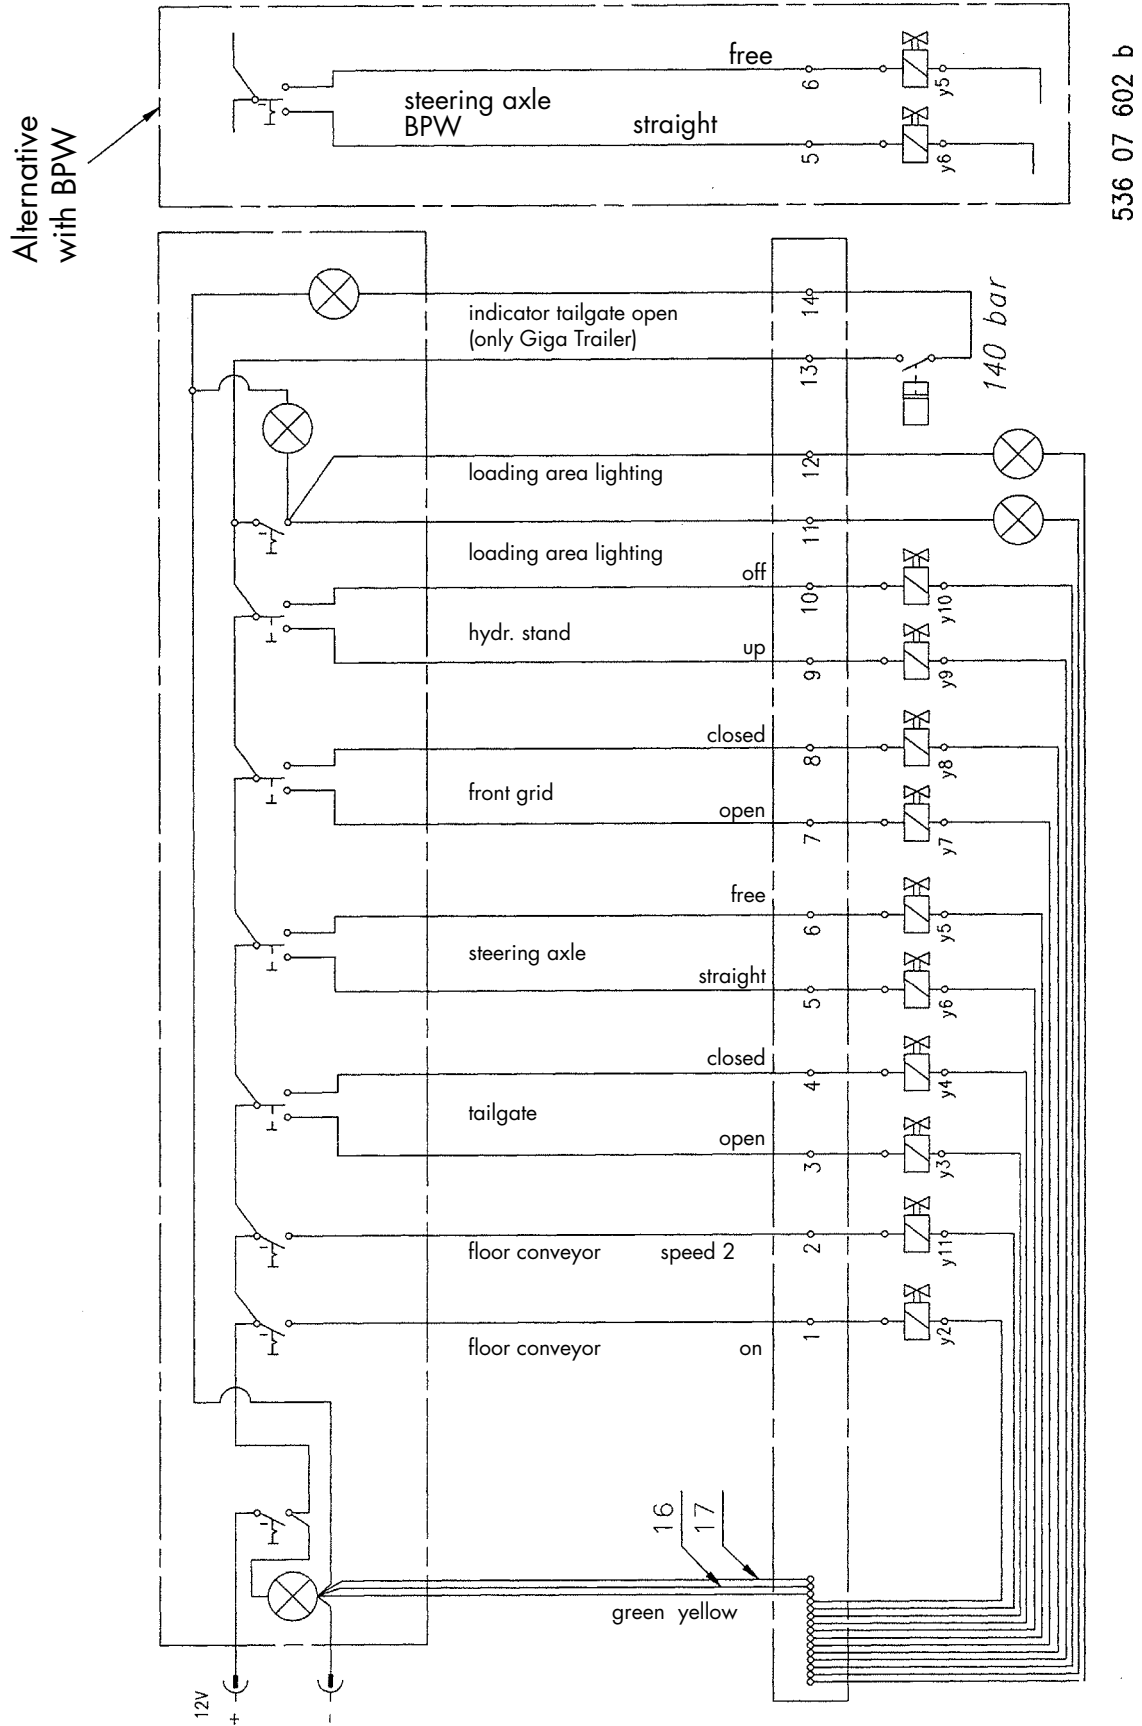 Alternative
with BPW
536 07 602 b
free
6
y5
steering axle
BPW
straight
5
y6
14
indicator tailgate open
(only Giga Trailer)
140 bar
13
12
loading area lighting
11
loading area lighting
off
10
y10
hydr. stand
up
9
y9
closed
8
y8
front grid
open
7
y7
free
6
y5
steering axle
straight
5
y6
closed
4
y4
tailgate
open
3
y3
floor conveyor speed 2
2
y11
floor conveyor on
1
y2
16
17
green yellow
12V
+
-